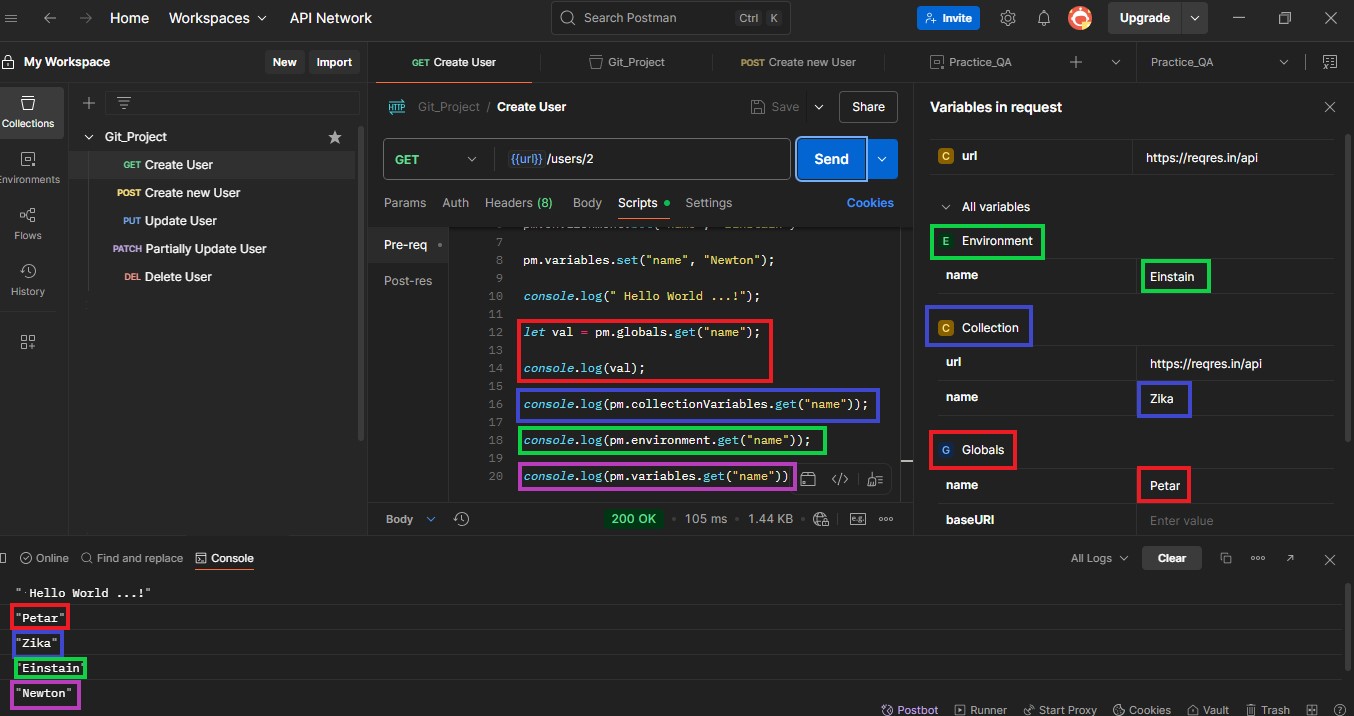 Home Workspaces API Network Search Postman Ctrl K Invite Upgrade
My Workspace New Import
GET Create User Git_Project POST Create new User Practice_QA Practice_QA
Collections
Environments
Flows
History
Git_Project
GET Create User
POST Create new User
PUT Update User
PATCH Partially Update User
DEL Delete User
HTTP Git_Project / Create User Save Share
GET {{url}} /users/2 Send
Params Auth Headers (8) Body Scripts Settings Cookies
Pre-req
Post-res
7
8 pm.variables.set("name", "Newton");
9
10 console.log(" Hello World ...!");
11
12 let val = pm.globals.get("name");
13
14 console.log(val);
15
16 console.log(pm.collectionVariables.get("name"));
17
18 console.log(pm.environment.get("name"));
19
20 console.log(pm.variables.get("name"))
Body 200 OK 105 ms 1.44 KB e.g.
Variables in request
C url https://reqres.in/api
All variables
E Environment
name Einstain
C Collection
url https://reqres.in/api
name Zika
G Globals
name Petar
baseURI Enter value
Online Find and replace Console All Logs Clear
" Hello World ...!"
"Petar"
"Zika"
"Einstain"
"Newton"
Postbot Runner Start Proxy Cookies Vault Trash